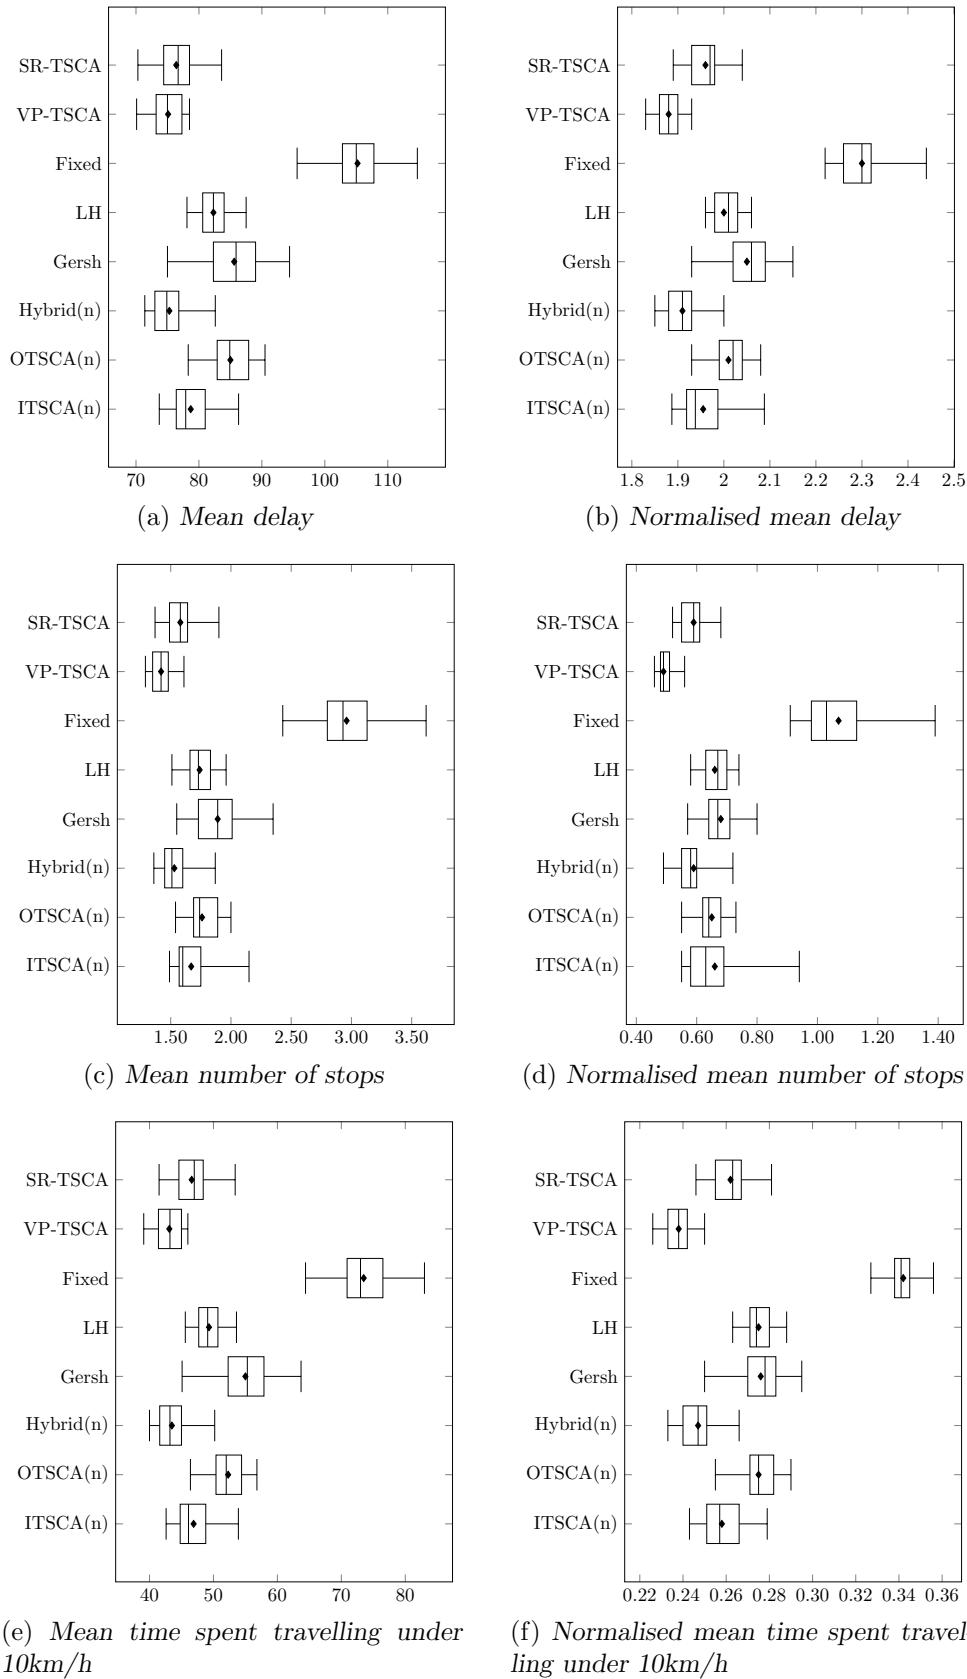 SR-TSCA
VP-TSCA
Fixed
LH
Gersh
Hybrid(n)
OTSCA(n)
ITSCA(n)
70 80 90 100 110
(a) Mean delay
SR-TSCA
VP-TSCA
Fixed
LH
Gersh
Hybrid(n)
OTSCA(n)
ITSCA(n)
1.8 1.9 2 2.1 2.2 2.3 2.4 2.5
(b) Normalised mean delay
SR-TSCA
VP-TSCA
Fixed
LH
Gersh
Hybrid(n)
OTSCA(n)
ITSCA(n)
1.50 2.00 2.50 3.00 3.50
(c) Mean number of stops
SR-TSCA
VP-TSCA
Fixed
LH
Gersh
Hybrid(n)
OTSCA(n)
ITSCA(n)
0.40 0.60 0.80 1.00 1.20 1.40
(d) Normalised mean number of stops
SR-TSCA
VP-TSCA
Fixed
LH
Gersh
Hybrid(n)
OTSCA(n)
ITSCA(n)
40 50 60 70 80
(e) Mean time spent travelling under
10km/h
SR-TSCA
VP-TSCA
Fixed
LH
Gersh
Hybrid(n)
OTSCA(n)
ITSCA(n)
0.22 0.24 0.26 0.28 0.30 0.32 0.34 0.36
(f) Normalised mean time spent travel-
ling under 10km/h